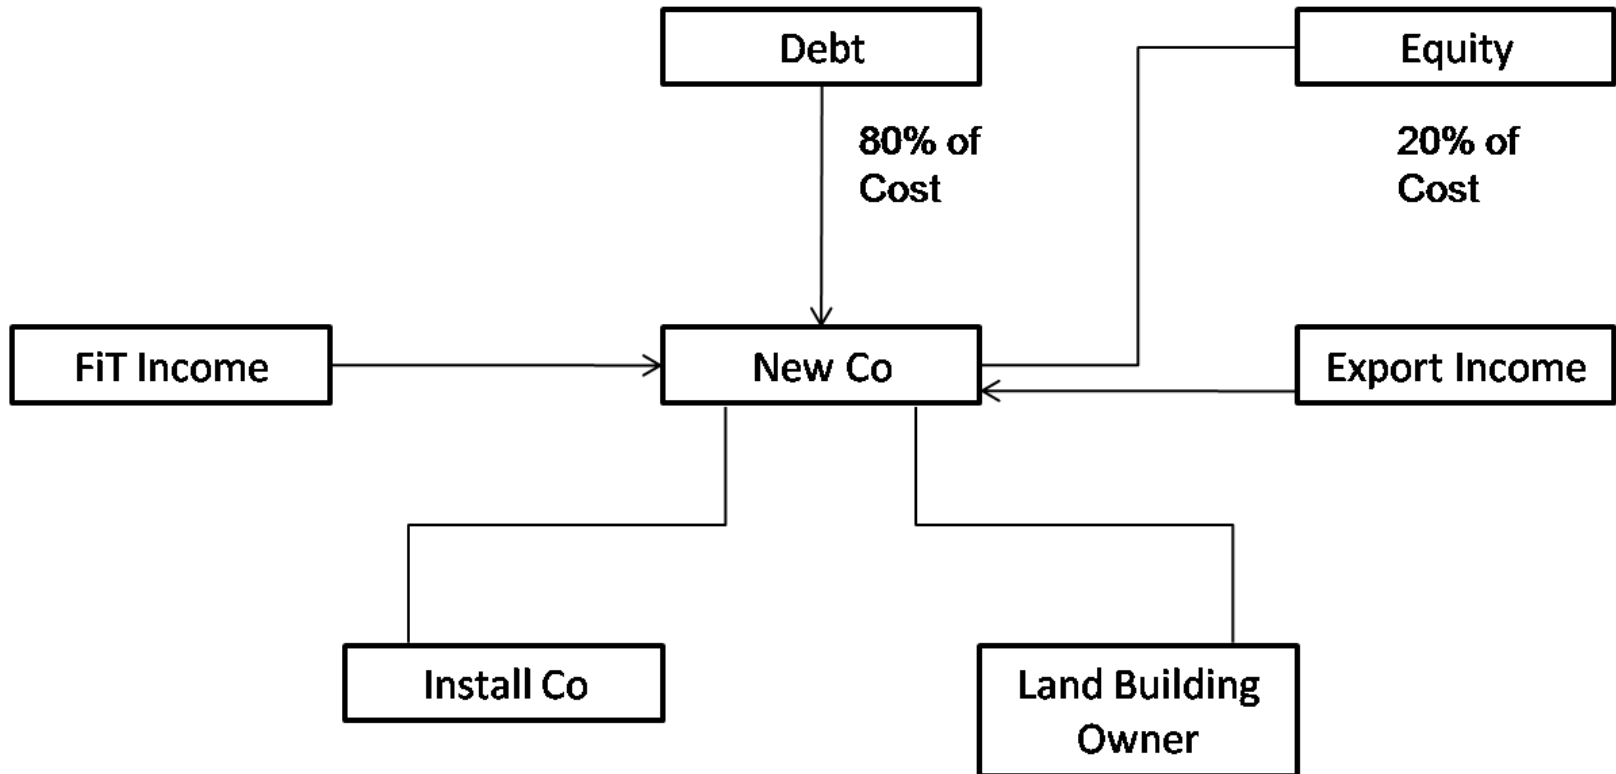 Debt
Equity
80% of
Cost
20% of
Cost
FiT Income
New Co
Export Income
Install Co
Land Building
Owner